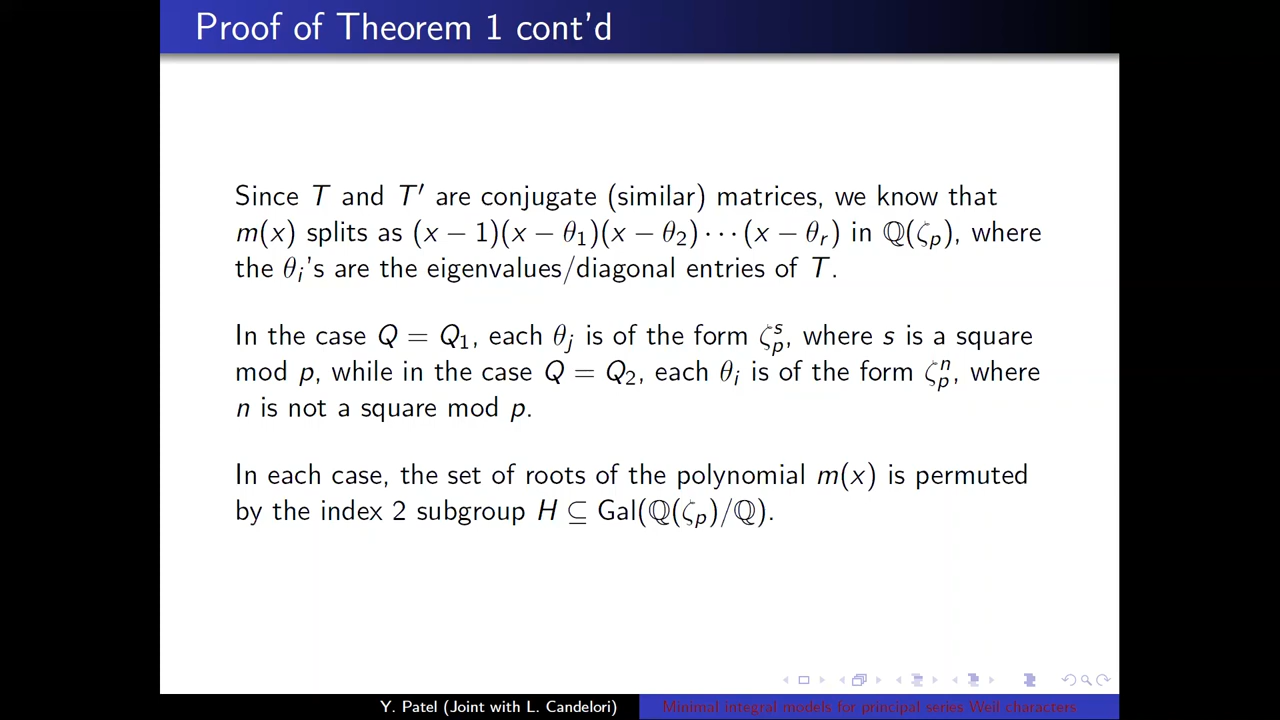 Proof of Theorem 1 cont'd
Since T and T′ are conjugate (similar) matrices, we know that
m(x) splits as (x − 1)(x − θ₁)(x − θ₂) ⋯ (x − θᵣ) in ℚ(ζₚ), where
the θᵢ's are the eigenvalues/diagonal entries of T.
In the case Q = Q₁, each θⱼ is of the form ζₚˢ, where s is a square
mod p, while in the case Q = Q₂, each θᵢ is of the form ζₚⁿ, where
n is not a square mod p.
In each case, the set of roots of the polynomial m(x) is permuted
by the index 2 subgroup H ⊆ Gal(ℚ(ζₚ)/ℚ).
Y. Patel (Joint with L. Candelori)
Minimal integral models for principal series Weil characters